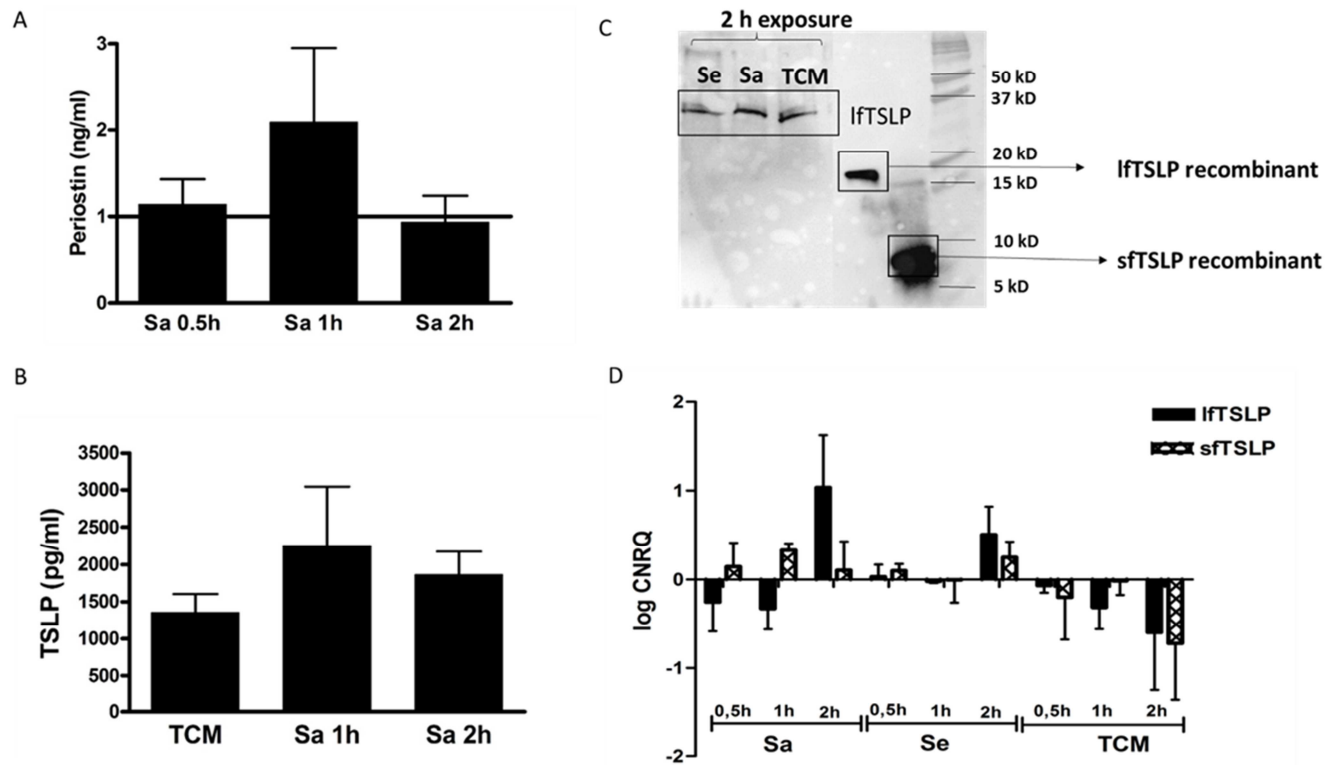 A
3
2
1
0
Periostin (ng/ml)
Sa 0.5h Sa 1h Sa 2h
B
3500
3000
2500
2000
1500
1000
500
0
TSLP (pg/ml)
TCM Sa 1h Sa 2h
C
2 h exposure
Se Sa TCM
lfTSLP
50 kD
37 kD
20 kD
15 kD
10 kD
5 kD
lfTSLP recombinant
sfTSLP recombinant
D
2
1
0
-1
-2
log CNRQ
lfTSLP
sfTSLP
0,5h 1h 2h 0,5h 1h 2h 0,5h 1h 2h
Sa Se TCM